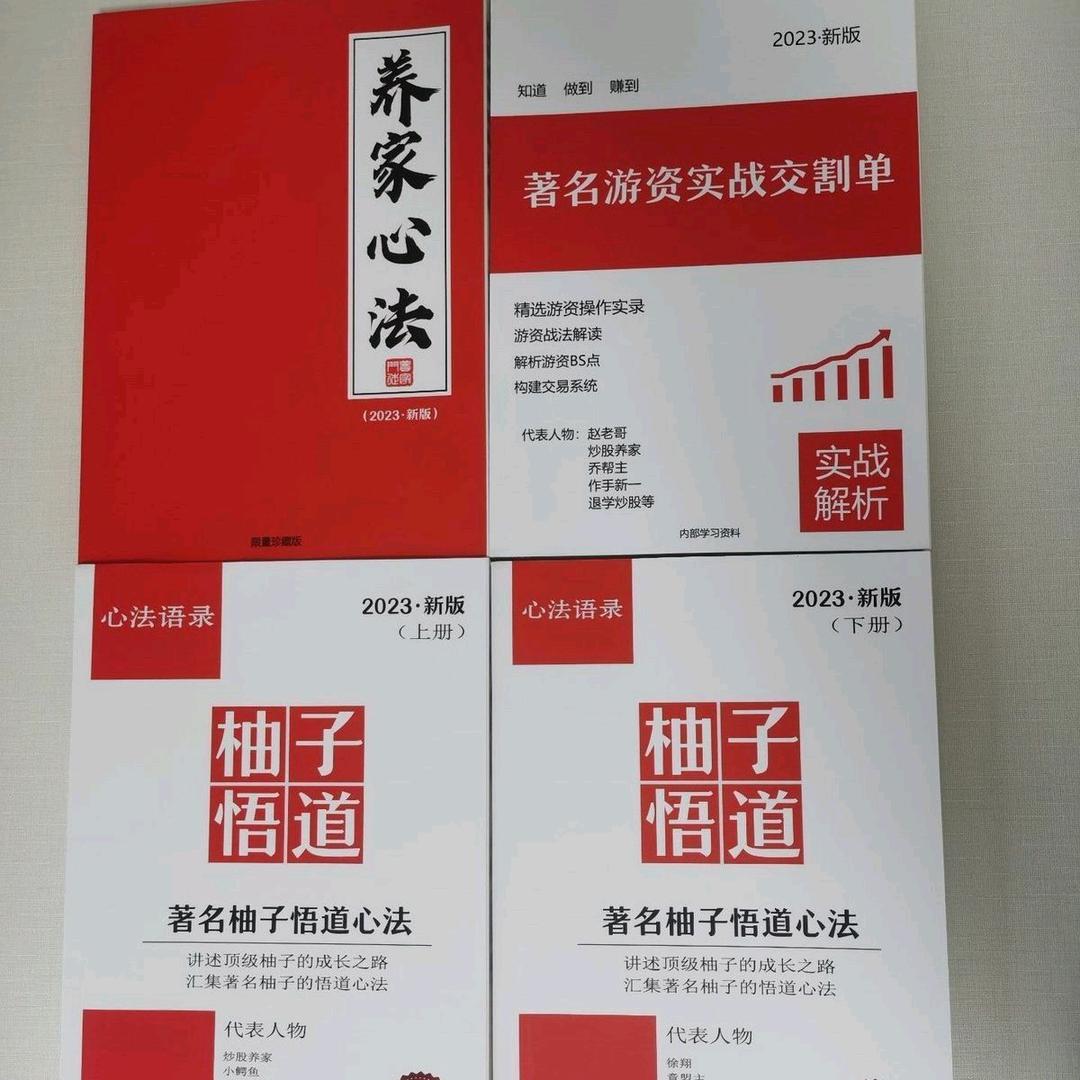 养家心法
养家
门徒
(2023·新版)
限量珍藏版
2023·新版
知道 做到 赚到
著名游资实战交割单
精选游资操作实录
游资战法解读
解析游资BS点
构建交易系统
代表人物：赵老哥
炒股养家
乔帮主
作手新一
退学炒股等
实战
解析
内部学习资料
心法语录
2023·新版
（上册）
柚子
悟道
著名柚子悟道心法
讲述顶级柚子的成长之路
汇集著名柚子的悟道心法
代表人物
炒股养家
小鳄鱼
心法语录
2023·新版
（下册）
柚子
悟道
著名柚子悟道心法
讲述顶级柚子的成长之路
汇集著名柚子的悟道心法
代表人物
徐翔
章盟主